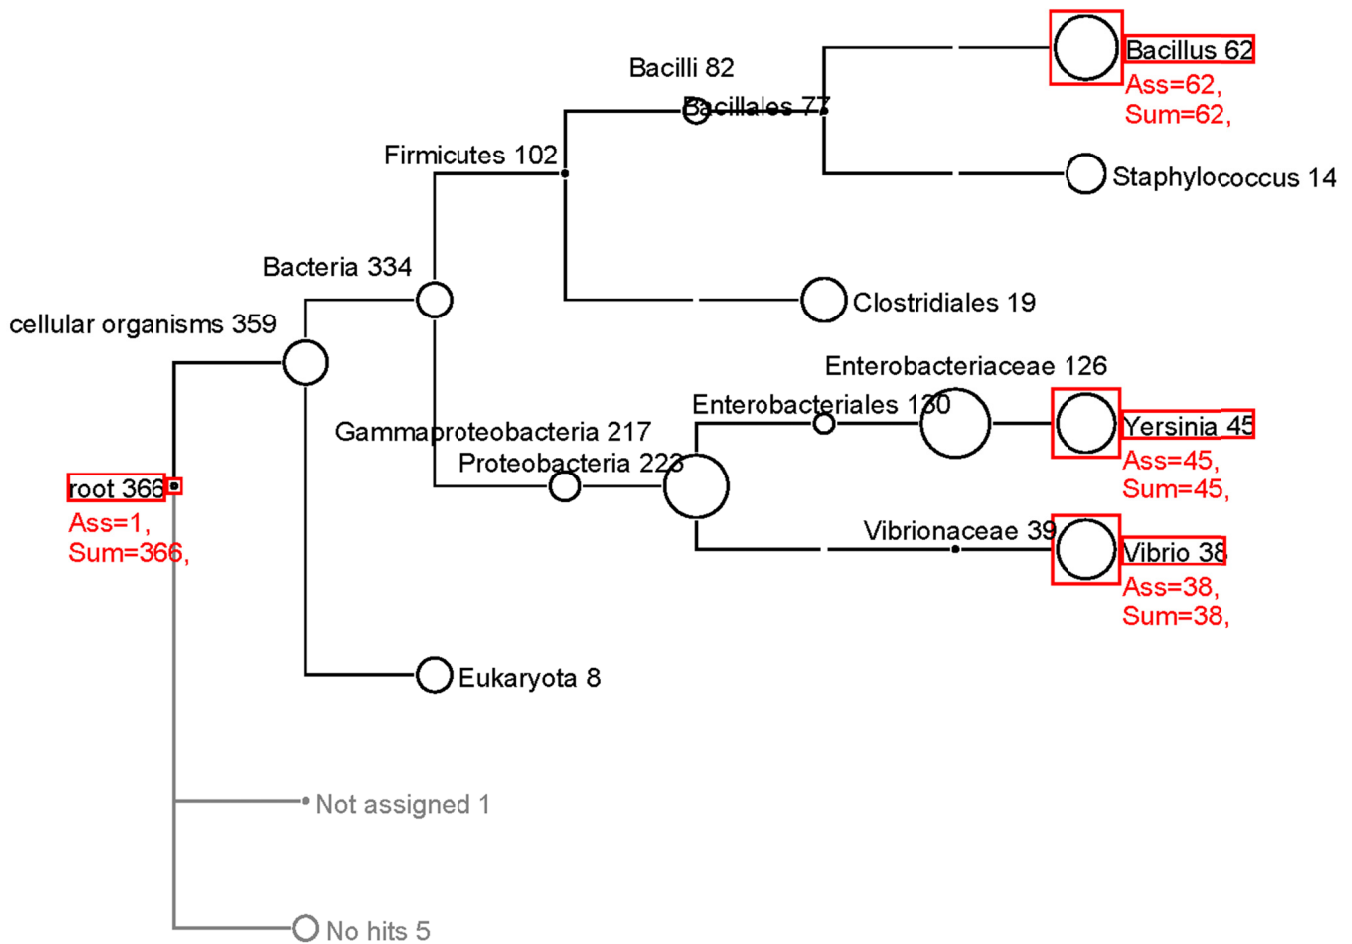 Bacillus 62
Ass=62,
Sum=62,
Bacilli 82
Bacillales 77
Firmicutes 102
Staphylococcus 14
Bacteria 334
Clostridiales 19
cellular organisms 359
Enterobacteriaceae 126
Enterobacteriales 130
Yersinia 45
Ass=45,
Sum=45,
Gammaproteobacteria 217
Proteobacteria 223
root 366
Ass=1,
Sum=366,
Vibrionaceae 39
Vibrio 38
Ass=38,
Sum=38,
Eukaryota 8
Not assigned 1
No hits 5